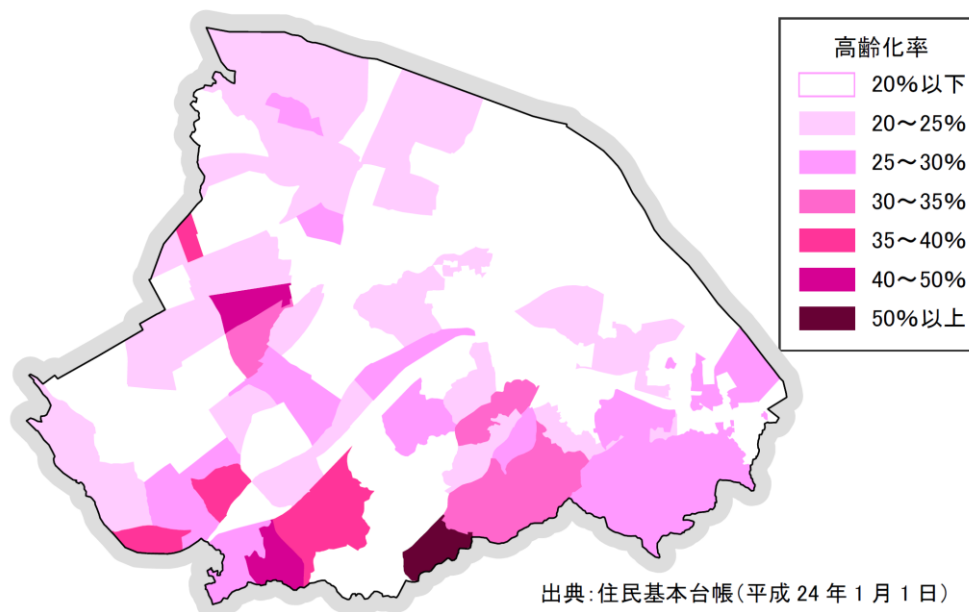 高齢化率
20%以下
20～25%
25～30%
30～35%
35～40%
40～50%
50%以上
出典:住民基本台帳(平成 24 年 1 月 1 日)